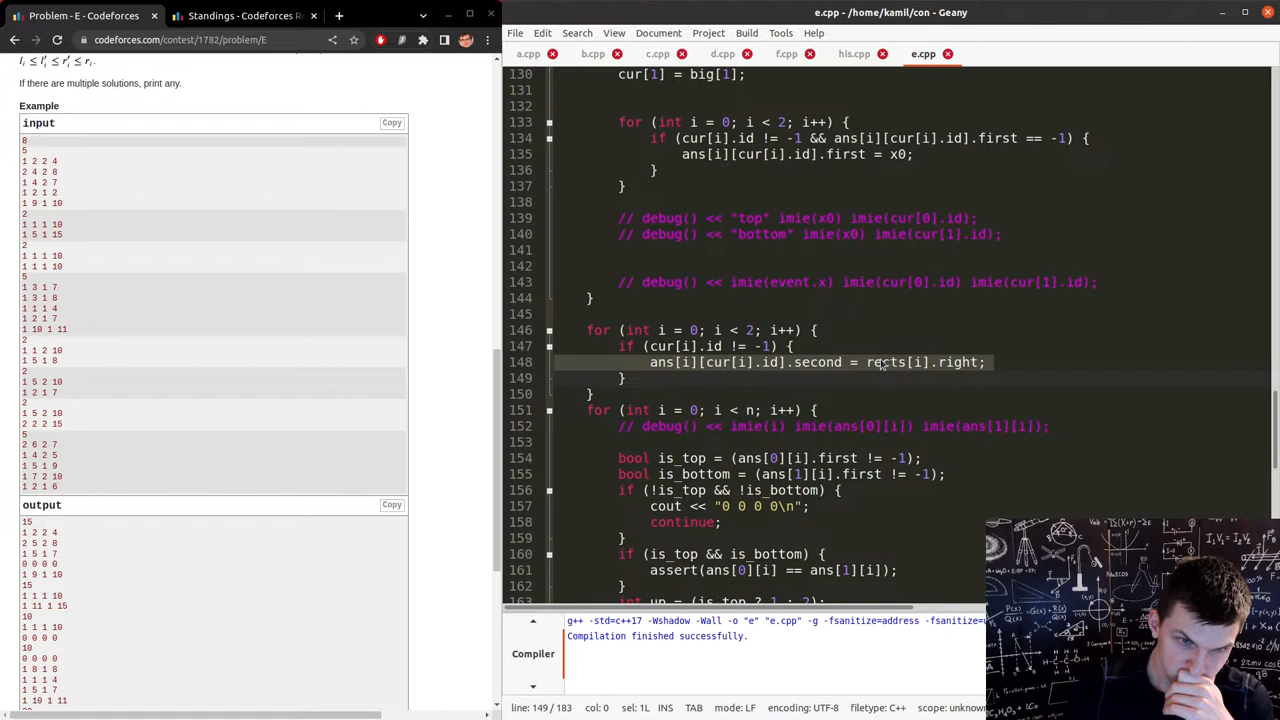 Problem - E - Codeforces
Standings - Codeforces Ro
codeforces.com/contest/1782/problem/E
If there are multiple solutions, print any.
Example
input
Copy
8
5
1 2 2 4
2 4 2 8
1 4 2 7
1 2 1 2
1 9 1 10
2
1 1 1 10
1 5 1 15
2
1 1 1 10
1 1 1 10
5
1 3 1 7
1 3 1 8
1 1 1 4
1 2 1 7
1 10 1 11
2
1 1 2 10
1 5 1 8
2
1 5 2 10
1 2 1 7
2
1 5 2 10
2 2 2 15
5
2 6 2 7
1 4 2 5
1 5 1 9
1 7 2 10
1 2 1 6
output
Copy
15
1 2 2 4
2 5 2 8
1 5 1 7
0 0 0 0
1 9 1 10
15
1 1 1 10
1 11 1 15
10
1 1 1 10
0 0 0 0
10
0 0 0 0
1 8 1 8
1 1 1 4
1 5 1 7
1 10 1 11
e.cpp - /home/kamil/con - Geany
File Edit Search View Document Project Build Tools Help
a.cpp b.cpp c.cpp d.cpp f.cpp hls.cpp e.cpp
130 cur[1] = big[1];
131
132
133 for (int i = 0; i < 2; i++) {
134 if (cur[i].id != -1 && ans[i][cur[i].id].first == -1) {
135 ans[i][cur[i].id].first = x0;
136 }
137 }
138
139 // debug() << "top" imie(x0) imie(cur[0].id);
140 // debug() << "bottom" imie(x0) imie(cur[1].id);
141
142
143 // debug() << imie(event.x) imie(cur[0].id) imie(cur[1].id);
144 }
145
146 for (int i = 0; i < 2; i++) {
147 if (cur[i].id != -1) {
148 ans[i][cur[i].id].second = rects[i].right;
149 }
150 }
151 for (int i = 0; i < n; i++) {
152 // debug() << imie(i) imie(ans[0][i]) imie(ans[1][i]);
153
154 bool is_top = (ans[0][i].first != -1);
155 bool is_bottom = (ans[1][i].first != -1);
156 if (!is_top && !is_bottom) {
157 cout << "0 0 0 0\n";
158 continue;
159 }
160 if (is_top && is_bottom) {
161 assert(ans[0][i] == ans[1][i]);
162 }
163 int up = (is_top ? 1 : 2);
Compiler
g++ -std=c++17 -Wshadow -Wall -o "e" "e.cpp" -g -fsanitize=address -fsanitize=
Compilation finished successfully.
line: 149 / 183 col: 0 sel: 1L INS TAB mode: LF encoding: UTF-8 filetype: C++ scope: unknown